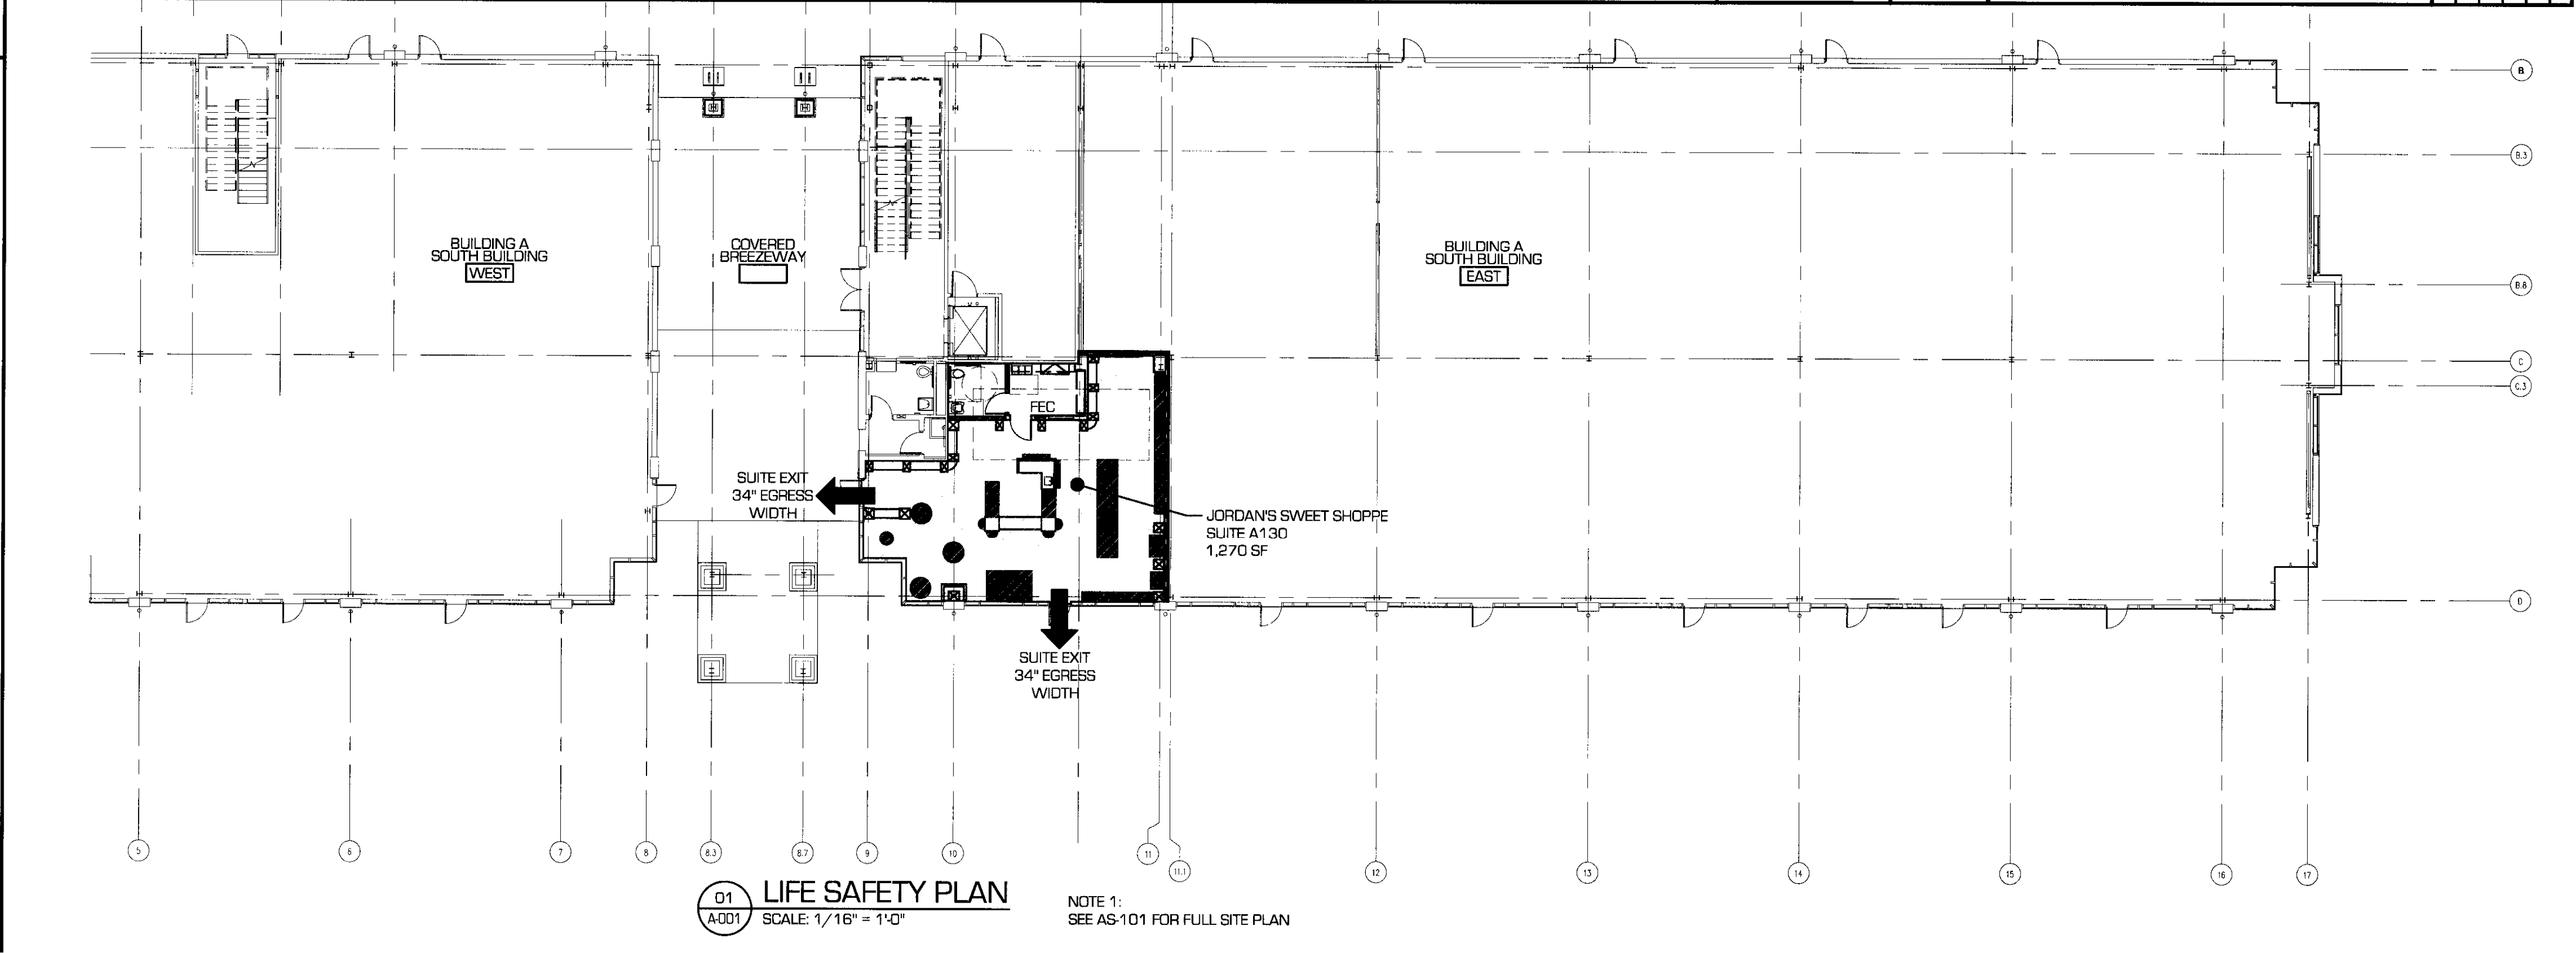 B
B.3
BUILDING A
SOUTH BUILDING
WEST
COVERED
BREEZEWAY
BUILDING A
SOUTH BUILDING
EAST
B.8
C
C.3
FEC
SUITE EXIT
34" EGRESS
WIDTH
JORDAN'S SWEET SHOPPE
SUITE A130
1,270 SF
D
SUITE EXIT
34" EGRESS
WIDTH
5
6
7
8
8.3
8.7
9
10
11
11.1
12
13
14
15
16
17
01
A-001
LIFE SAFETY PLAN
SCALE: 1/16" = 1'-0"
NOTE 1:
SEE AS-101 FOR FULL SITE PLAN